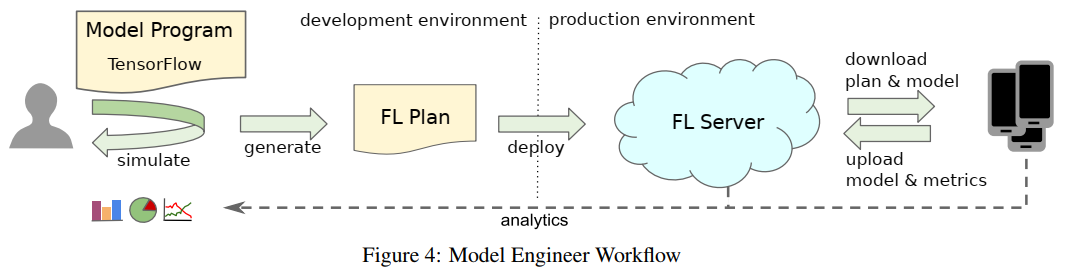 development environment
production environment
Model Program
TensorFlow
simulate
generate
FL Plan
deploy
FL Server
download
plan & model
upload
model & metrics
analytics
Figure 4: Model Engineer Workflow